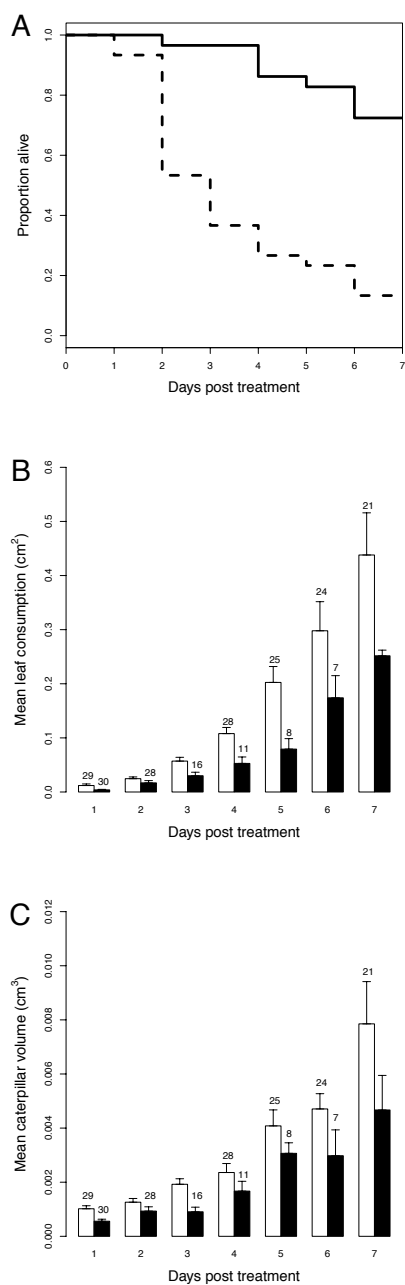 A
Proportion alive
1.0
0.8
0.6
0.4
0.2
0.0
0 1 2 3 4 5 6 7
Days post treatment
B
Mean leaf consumption (cm²)
0.6
0.5
0.4
0.3
0.2
0.1
0.0
29 30 28 16 28 11 25 8 24 7 21
1 2 3 4 5 6 7
Days post treatment
C
Mean caterpillar volume (cm³)
0.012
0.010
0.008
0.006
0.004
0.002
0.000
29 30 28 16 28 11 25 8 24 7 21
1 2 3 4 5 6 7
Days post treatment